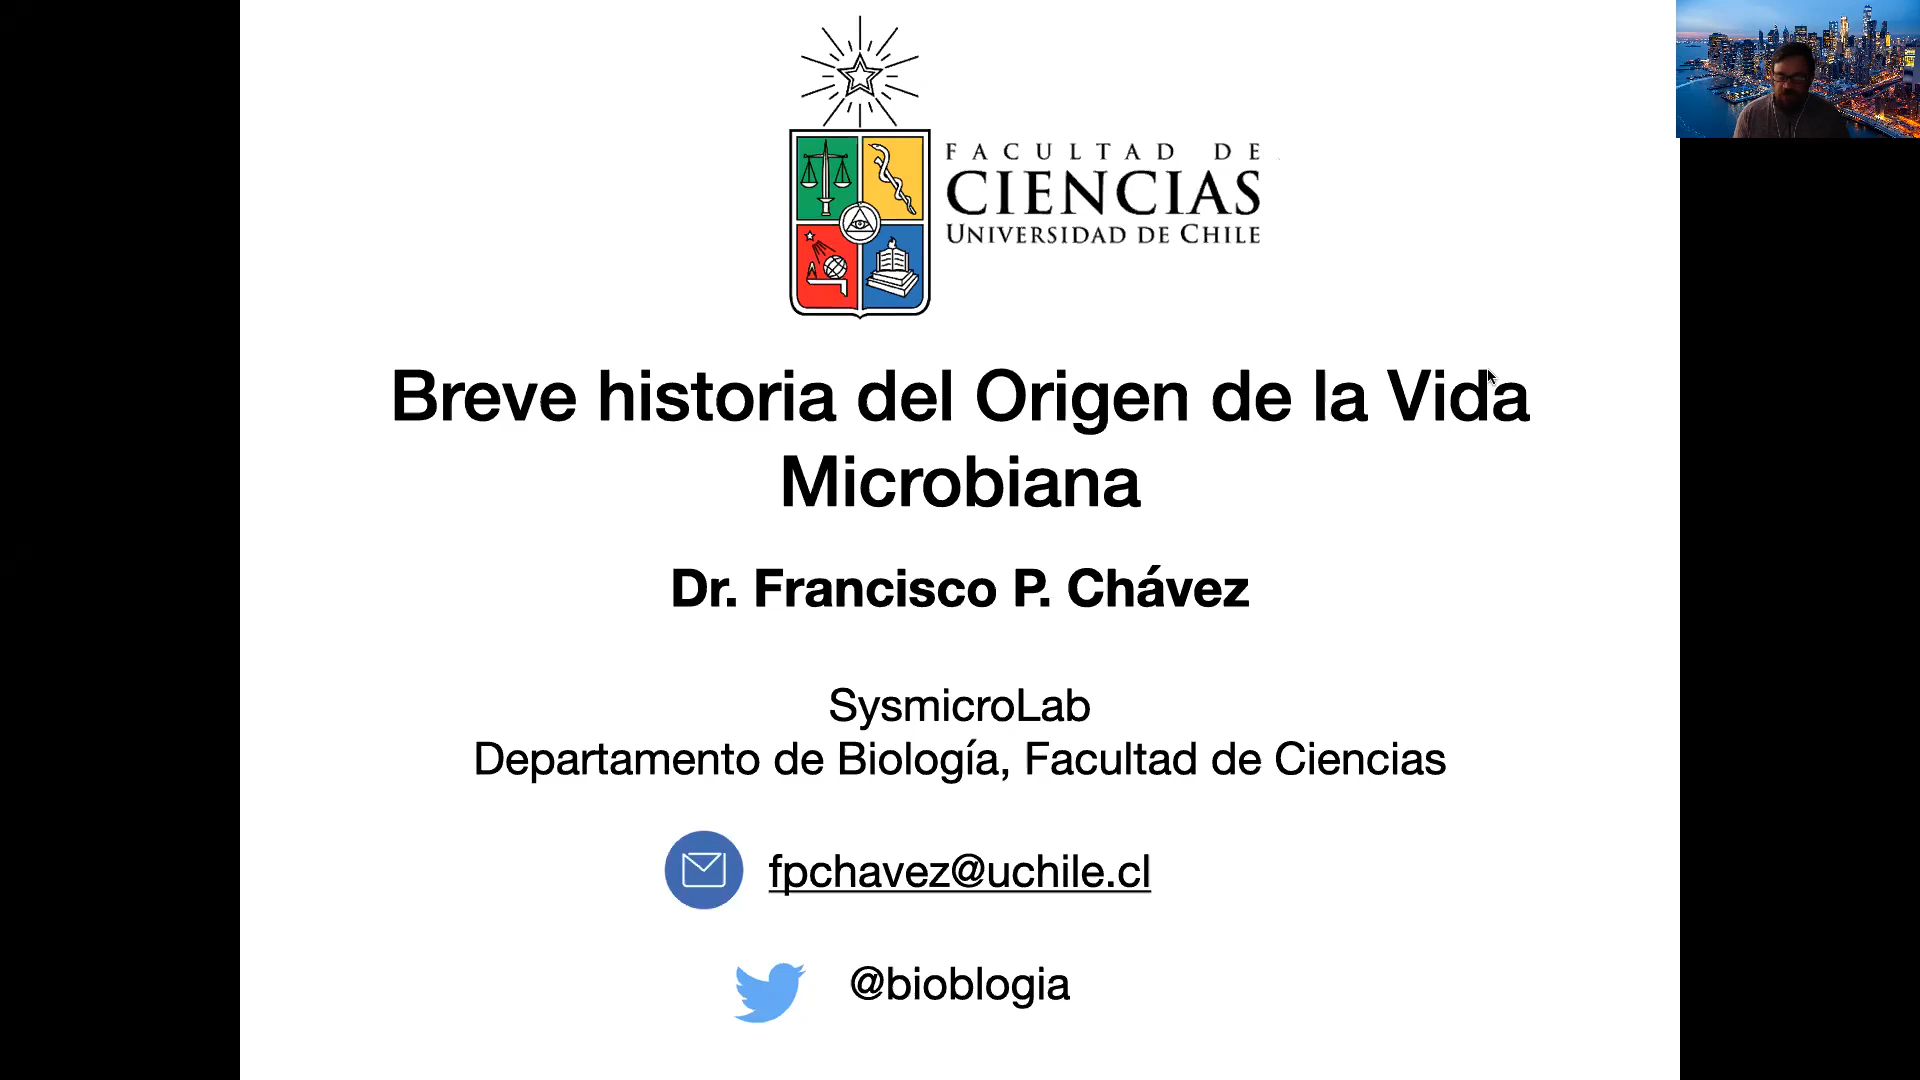 FACULTAD DE
CIENCIAS
UNIVERSIDAD DE CHILE
Breve historia del Origen de la Vida
Microbiana
Dr. Francisco P. Chávez
SysmicroLab
Departamento de Biología, Facultad de Ciencias
fpchavez@uchile.cl
@bioblogia